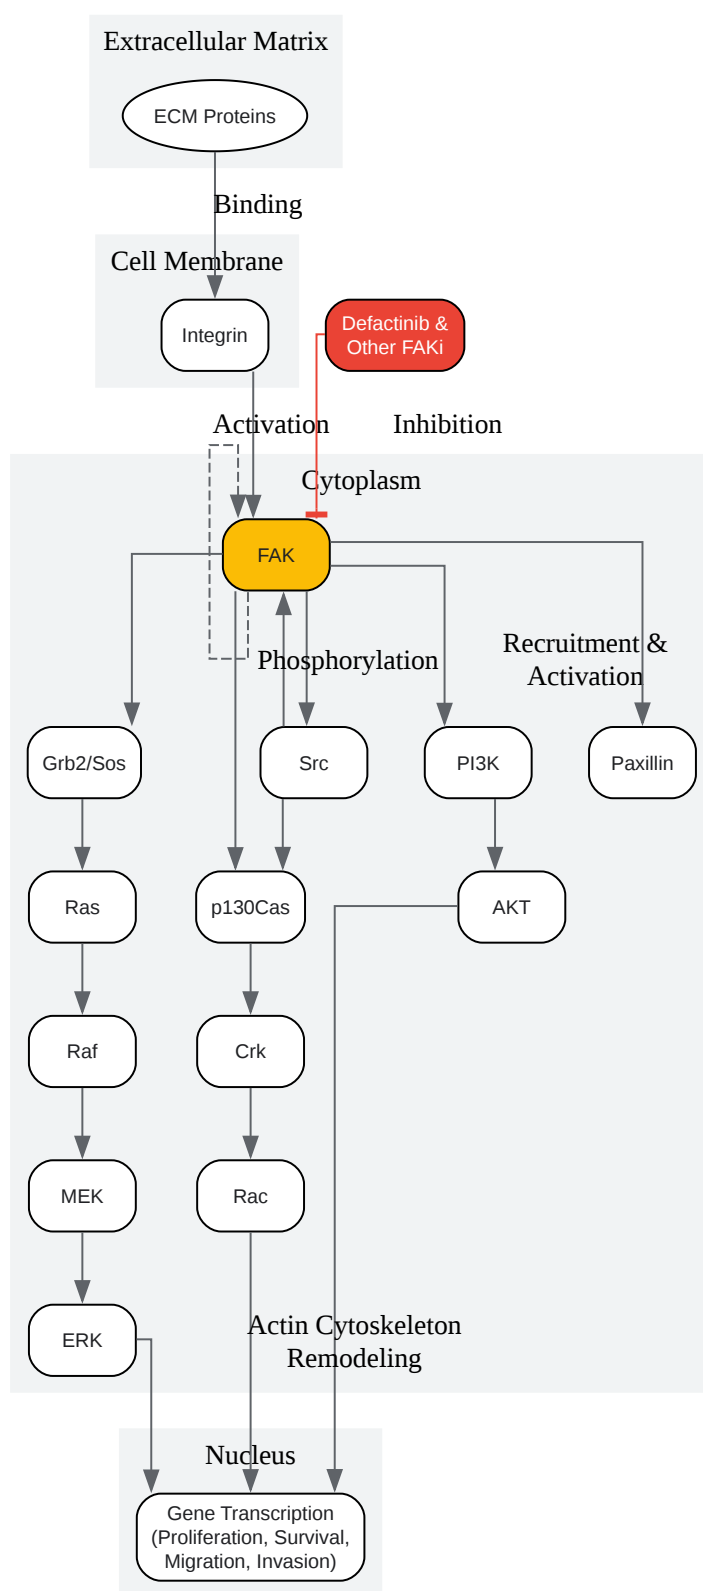 Extracellular Matrix
ECM Proteins
Binding
Cell Membrane
Integrin
Defactinib &
Other FAKi
Activation
Inhibition
Cytoplasm
FAK
Phosphorylation
Recruitment &
Activation
Grb2/Sos
Src
PI3K
Paxillin
Ras
p130Cas
AKT
Raf
Crk
MEK
Rac
ERK
Actin Cytoskeleton
Remodeling
Nucleus
Gene Transcription
(Proliferation, Survival,
Migration, Invasion)